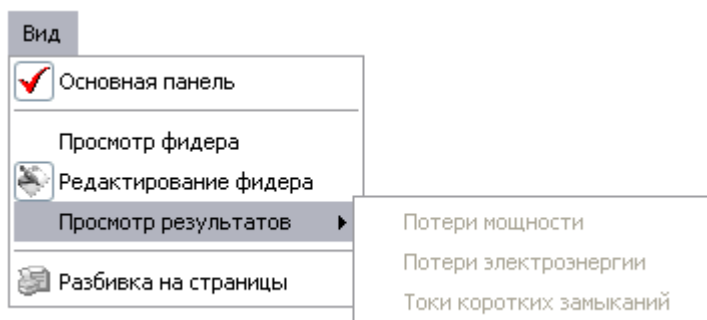 Вид
Основная панель
Просмотр фидера
Редактирование фидера
Просмотр результатов
Потери мощности
Потери электроэнергии
Токи коротких замыканий
Разбивка на страницы